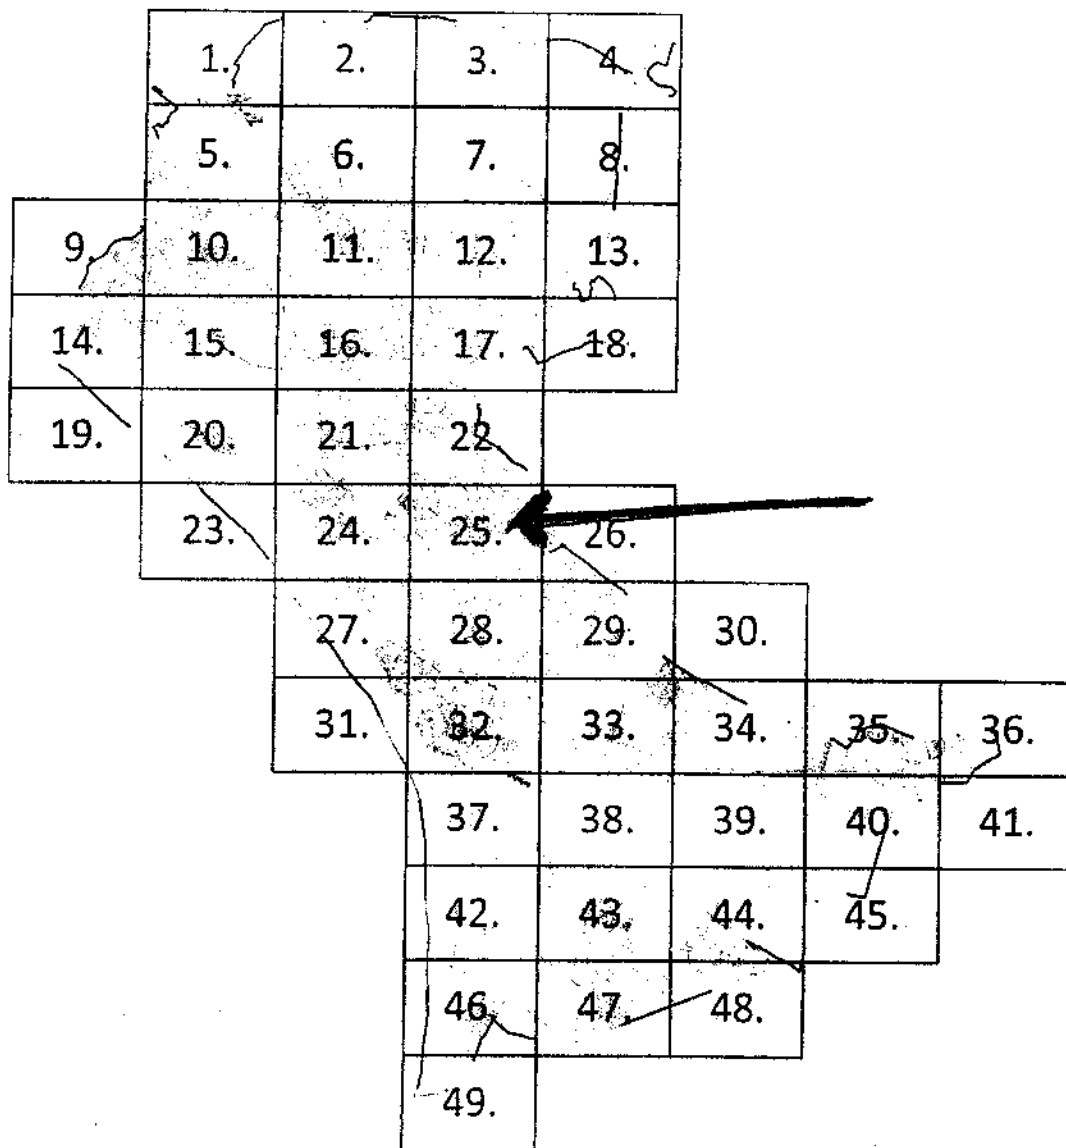 1. 2. 3. 4.
5. 6. 7. 8.
9. 10. 11. 12. 13.
14. 15. 16. 17. 18.
19. 20. 21. 22
23. 24. 25. 26.
27. 28. 29. 30.
31. 32. 33. 34. 35. 36.
37. 38. 39. 40. 41.
42. 43. 44. 45.
46. 47. 48.
49.